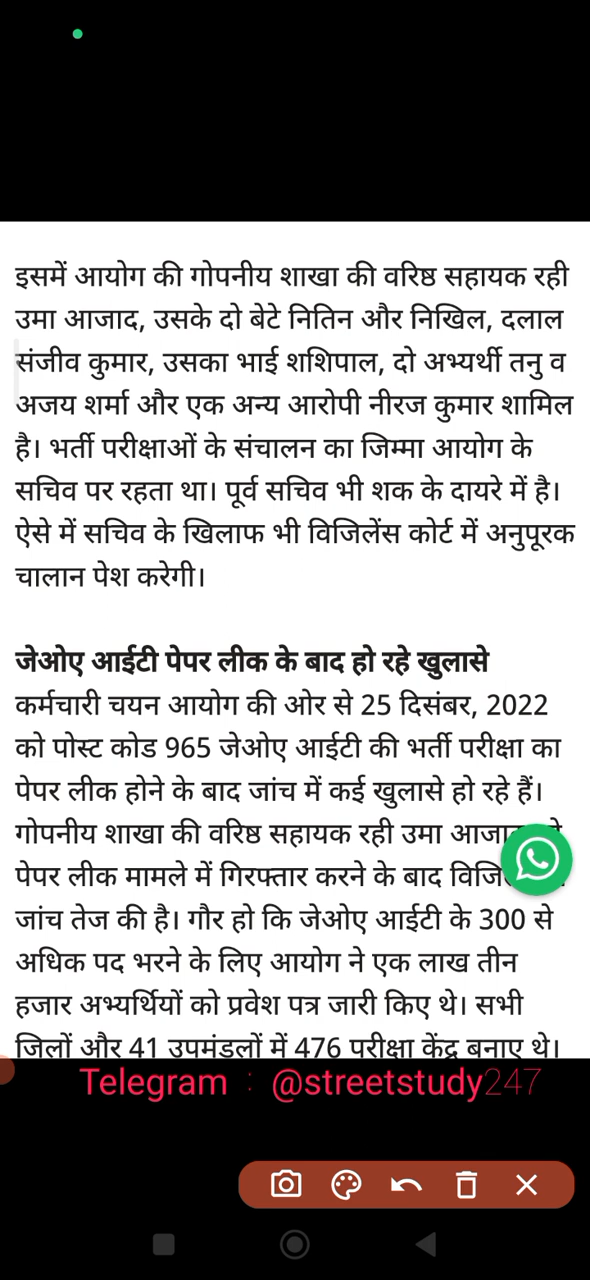 इसमें आयोग की गोपनीय शाखा की वरिष्ठ सहायक रही
उमा आजाद, उसके दो बेटे नितिन और निखिल, दलाल
संजीव कुमार, उसका भाई शशिपाल, दो अभ्यर्थी तनु व
अजय शर्मा और एक अन्य आरोपी नीरज कुमार शामिल
है। भर्ती परीक्षाओं के संचालन का जिम्मा आयोग के
सचिव पर रहता था। पूर्व सचिव भी शक के दायरे में है।
ऐसे में सचिव के खिलाफ भी विजिलेंस कोर्ट में अनुपूरक
चालान पेश करेगी।
जेओए आईटी पेपर लीक के बाद हो रहे खुलासे
कर्मचारी चयन आयोग की ओर से 25 दिसंबर, 2022
को पोस्ट कोड 965 जेओए आईटी की भर्ती परीक्षा का
पेपर लीक होने के बाद जांच में कई खुलासे हो रहे हैं।
गोपनीय शाखा की वरिष्ठ सहायक रही उमा
पेपर लीक मामले में गिरफ्तार करने के बाद
जांच तेज की है। गौर हो कि जेओए आईटी के 300 से
अधिक पद भरने के लिए आयोग ने एक लाख तीन
हजार अभ्यर्थियों को प्रवेश पत्र जारी किए थे। सभी
जिलों और 41 उपमंडलों में 476 परीक्षा केंद्र बनाए थे।
Telegram : @streetstudy247